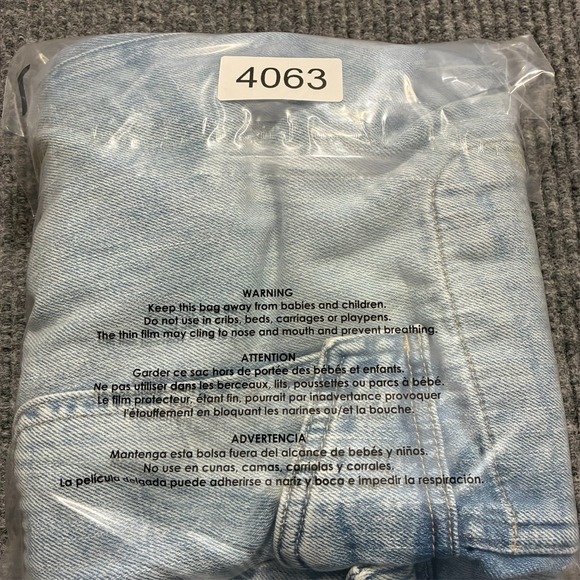 4063
WARNING
Keep this bag away from babies and children.
Do not use in cribs, beds, carriages or playpens.
The thin film may cling to nose and mouth and prevent breathing.
ATTENTION
Garder ce sac hors de portée des bébés et enfants.
Ne pas utiliser dans les berceaux, lits, poussettes ou parcs à bébé.
Le film protecteur, étant fin, pourrait par inadvertance provoquer
l'étouffement en bloquant les narines ou/et la bouche.
ADVERTENCIA
Mantenga esta bolsa fuera del alcance de bebés y niños.
No use en cunas, camas, carriolas y corrales.
La película delgada puede adherirse a nariz y boca e impedir la respiración.